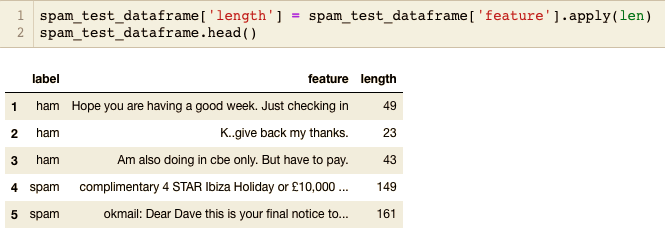 1 spam_test_dataframe['length'] = spam_test_dataframe['feature'].apply(len)
2 spam_test_dataframe.head()
label feature length
1 ham Hope you are having a good week. Just checking in 49
2 ham K..give back my thanks. 23
3 ham Am also doing in cbe only. But have to pay. 43
4 spam complimentary 4 STAR Ibiza Holiday or £10,000 ... 149
5 spam okmail: Dear Dave this is your final notice to... 161